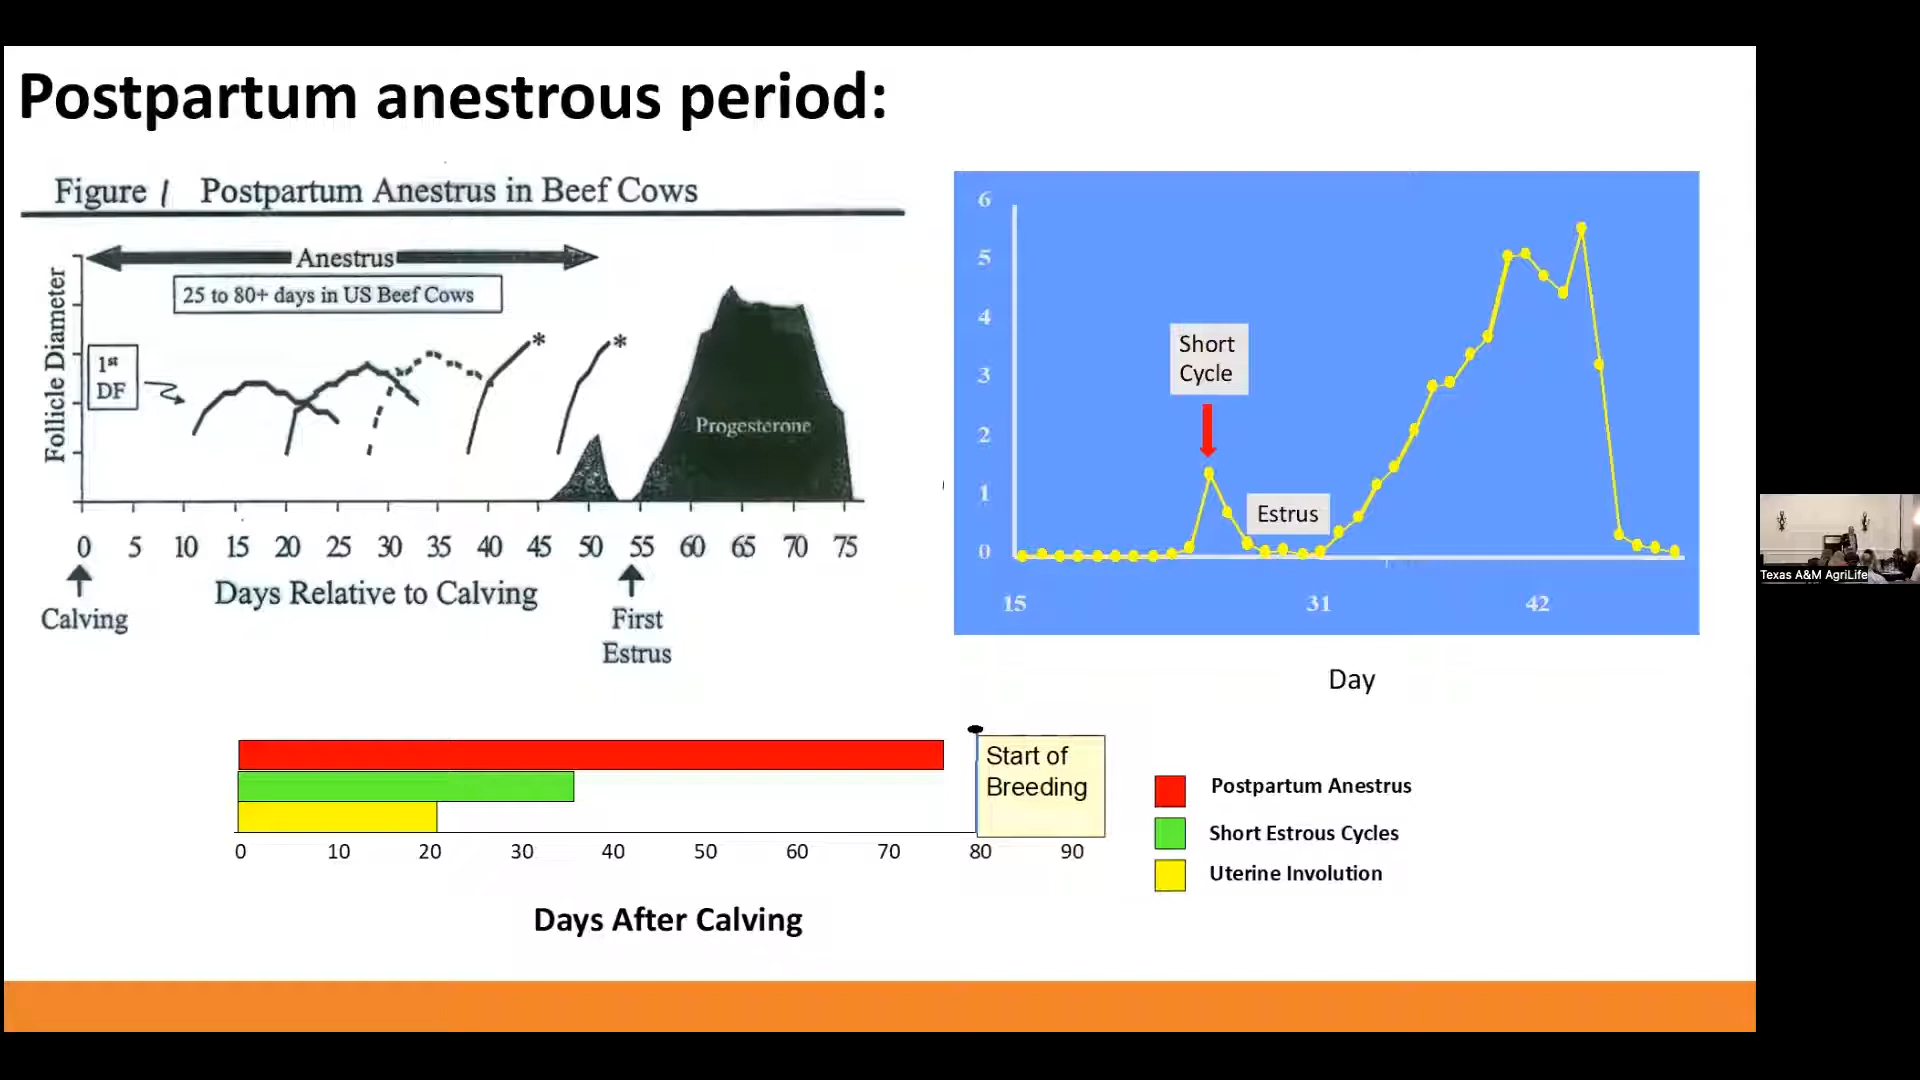 Postpartum anestrous period:
Figure 1 Postpartum Anestrus in Beef Cows
Anestrus
25 to 80+ days in US Beef Cows
Follicle Diameter
1st
DF
*
*
Progesterone
0 5 10 15 20 25 30 35 40 45 50 55 60 65 70 75
Days Relative to Calving
Calving
First
Estrus
6
5
4
3
2
1
0
Short
Cycle
Estrus
15 31 42
Day
Start of
Breeding
0 10 20 30 40 50 60 70 80 90
Days After Calving
Postpartum Anestrus
Short Estrous Cycles
Uterine Involution
Texas A&M AgriLife